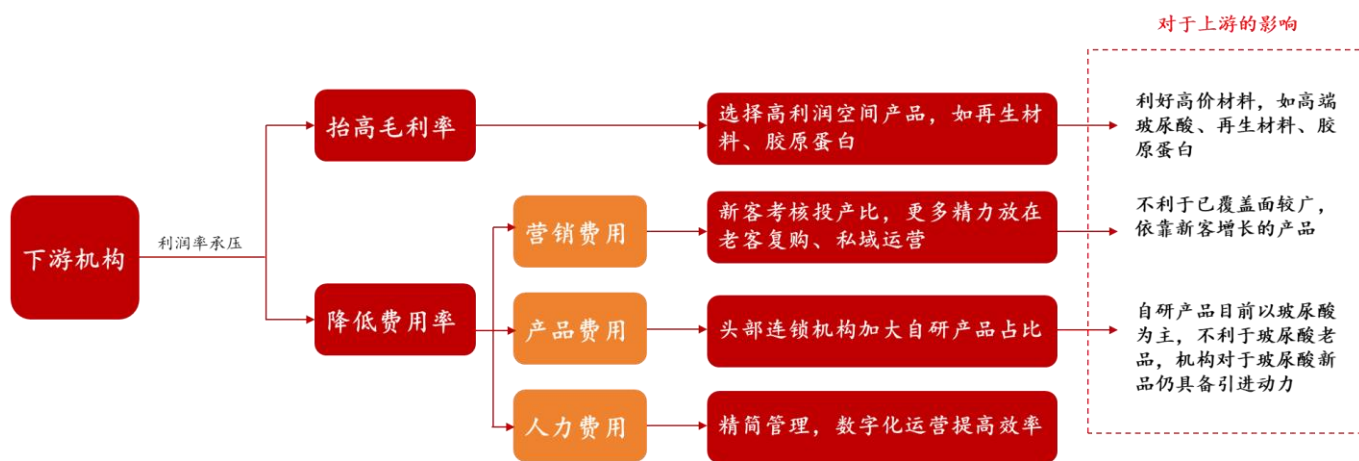 对于上游的影响
抬高毛利率
选择高利润空间产品，如再生材
料、胶原蛋白
利好高价材料，如高端
玻尿酸、再生材料、胶
原蛋白
下游机构
利润率承压
营销费用
新客考核投产比，更多精力放在
老客复购、私域运营
不利于已覆盖面较广，
依靠新客增长的产品
降低费用率
产品费用
头部连锁机构加大自研产品占比
自研产品目前以玻尿酸
为主，不利于玻尿酸老
品，机构对于玻尿酸新
品仍具备引进动力
人力费用
精简管理，数字化运营提高效率